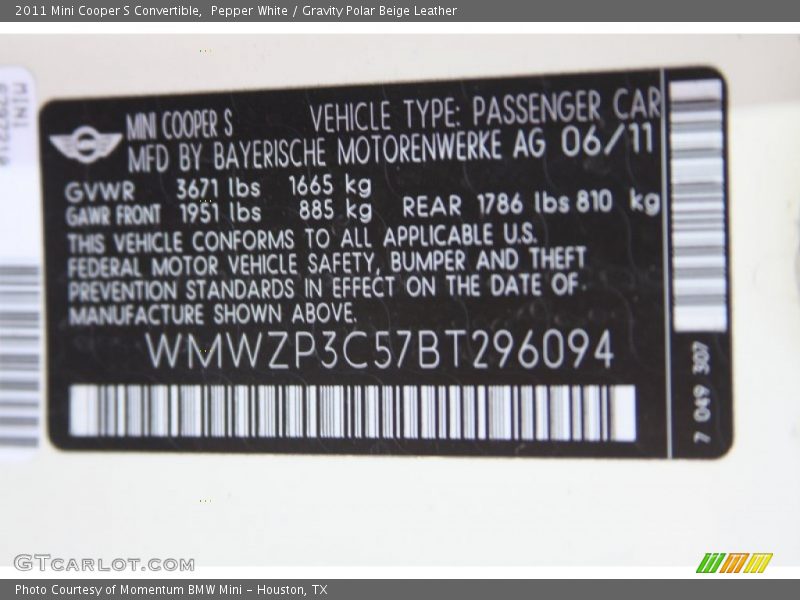 2011 Mini Cooper S Convertible,  Pepper White / Gravity Polar Beige Leather
MINI COOPER S VEHICLE TYPE: PASSENGER CAR
MFD BY BAYERISCHE MOTORENWERKE AG 06/11
GVWR 3671 lbs 1665 kg
GAWR FRONT 1951 lbs 885 kg REAR 1786 lbs 810 kg
THIS VEHICLE CONFORMS TO ALL APPLICABLE U.S.
FEDERAL MOTOR VEHICLE SAFETY, BUMPER AND THEFT
PREVENTION STANDARDS IN EFFECT ON THE DATE OF
MANUFACTURE SHOWN ABOVE.
WMWZP3C57BT296094
7 049 307
MINI
GTCARLOT.COM
Photo Courtesy of Momentum BMW Mini - Houston, TX